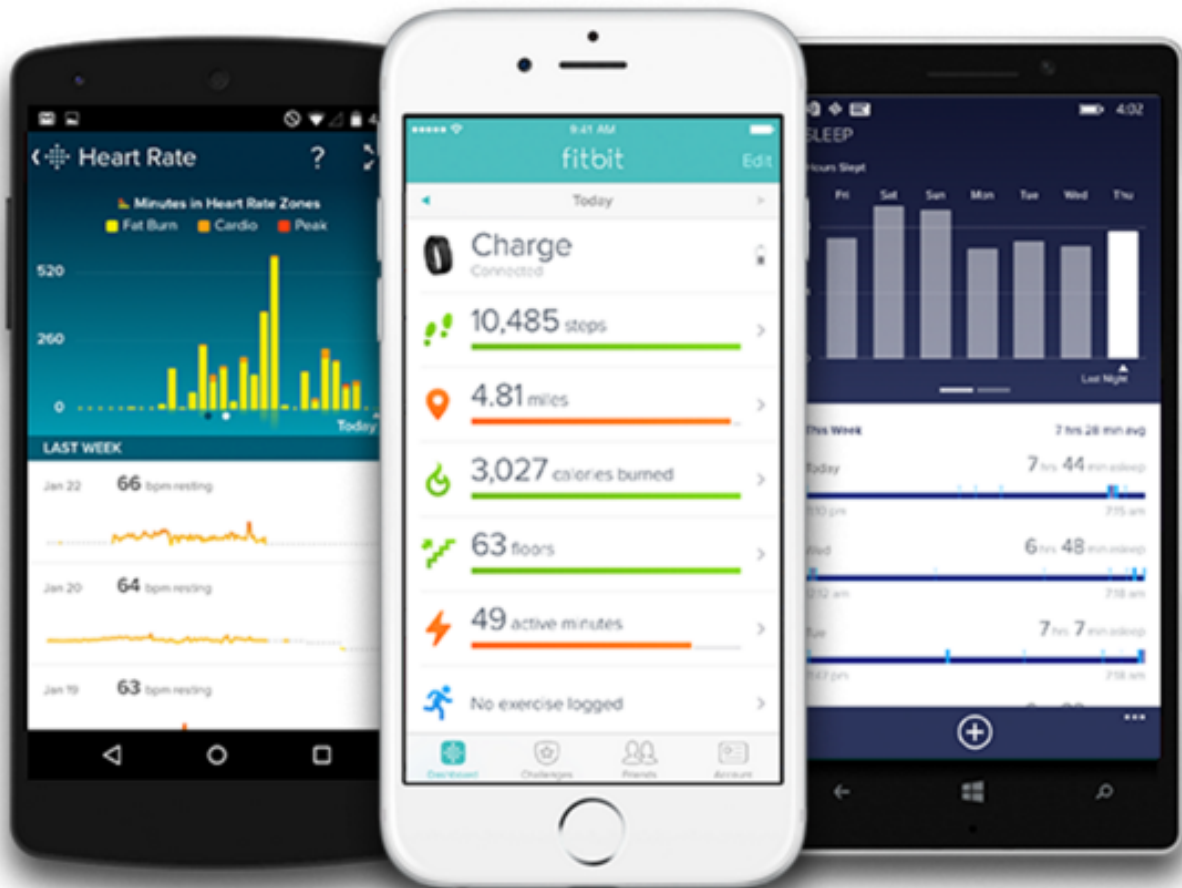 Heart Rate
?
Minutes in Heart Rate Zones
Fat Burn
Cardio
Peak
520
260
0
Today
LAST WEEK
Jan 22
66 bpm resting
Jan 20
64 bpm resting
Jan 19
63 bpm resting
9:41 AM
fitbit
Edit
Today
Charge
Connected
10,485 steps
4.81 miles
3,027 calories burned
63 floors
49 active minutes
No exercise logged
Dashboard
Challenges
Friends
Account
4:02
SLEEP
Hours Slept
Fri Sat Sun Mon Tue Wed Thu
Last Night
This Week
7 hrs 28 min avg
Today
7 hrs 44 min asleep
7:15 am
Wed
6 hrs 48 min asleep
12:12 am
7:18 am
Tue
7 hrs 7 min asleep
7:18 am